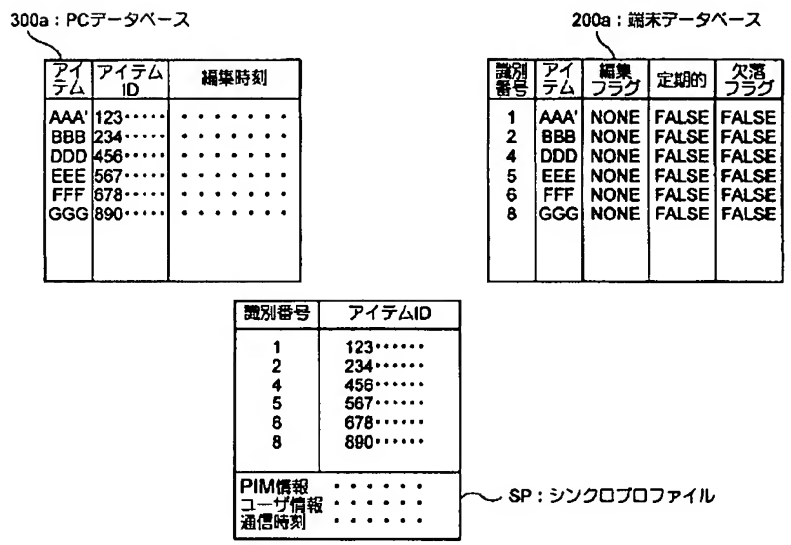 300a：PCデータベース
アイテム アイテムID 編集時刻
AAA' 123····· · · · · · · ·
BBB 234····· · · · · · · ·
DDD 456····· · · · · · · ·
EEE 567····· · · · · · · ·
FFF 678····· · · · · · · ·
GGG 890····· · · · · · · ·
200a：端末データベース
識別番号 アイテム 編集フラグ 定期的 欠落フラグ
1 AAA' NONE FALSE FALSE
2 BBB NONE FALSE FALSE
4 DDD NONE FALSE FALSE
5 EEE NONE FALSE FALSE
6 FFF NONE FALSE FALSE
8 GGG NONE FALSE FALSE
識別番号 アイテムID
1 123······
2 234······
4 456······
5 567······
6 678······
8 890······
PIM情報 · · · · · ·
ユーザ情報 · · · · · ·
通信時刻 · · · · · ·
SP：シンクロプロファイル